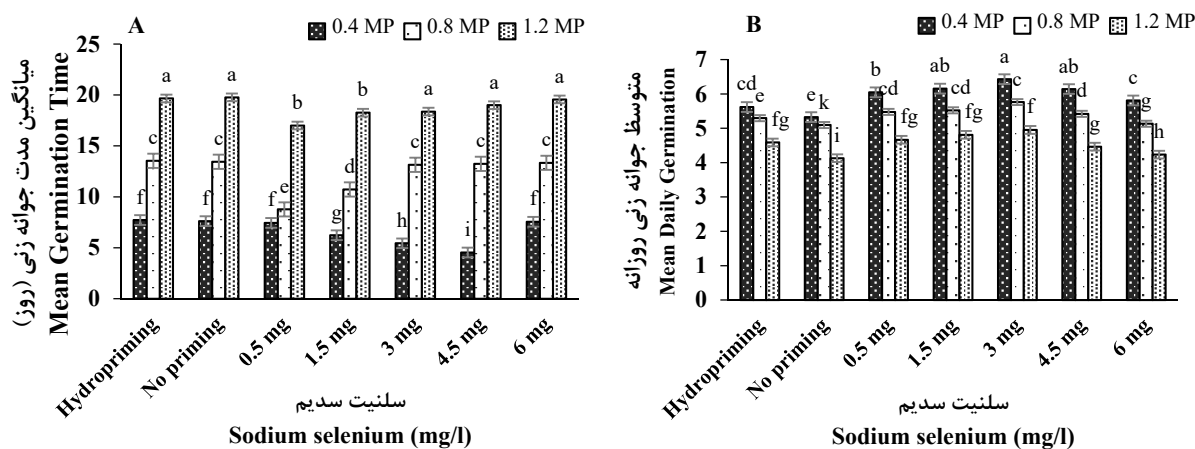 A
0.4 MP 0.8 MP 1.2 MP
میانگین مدت جوانه زنی (روز)
Mean Germination Time
25
20
15
10
5
0
f c a
f c a
f e b
g d b
h c a
i c a
f c a
Hydropriming
No priming
0.5 mg
1.5 mg
3 mg
4.5 mg
6 mg
سلنیت سدیم
Sodium selenium (mg/l)
B
0.4 MP 0.8 MP 1.2 MP
متوسظ جوانه زنی روزانه
Mean Daily Germination
7
6
5
4
3
2
1
0
cd e fg
e k i
b cd fg
ab cd fg
a c f
ab d g
c g h
Hydropriming
No priming
0.5 mg
1.5 mg
3 mg
4.5 mg
6 mg
سلنیت سدیم
Sodium selenium (mg/l)